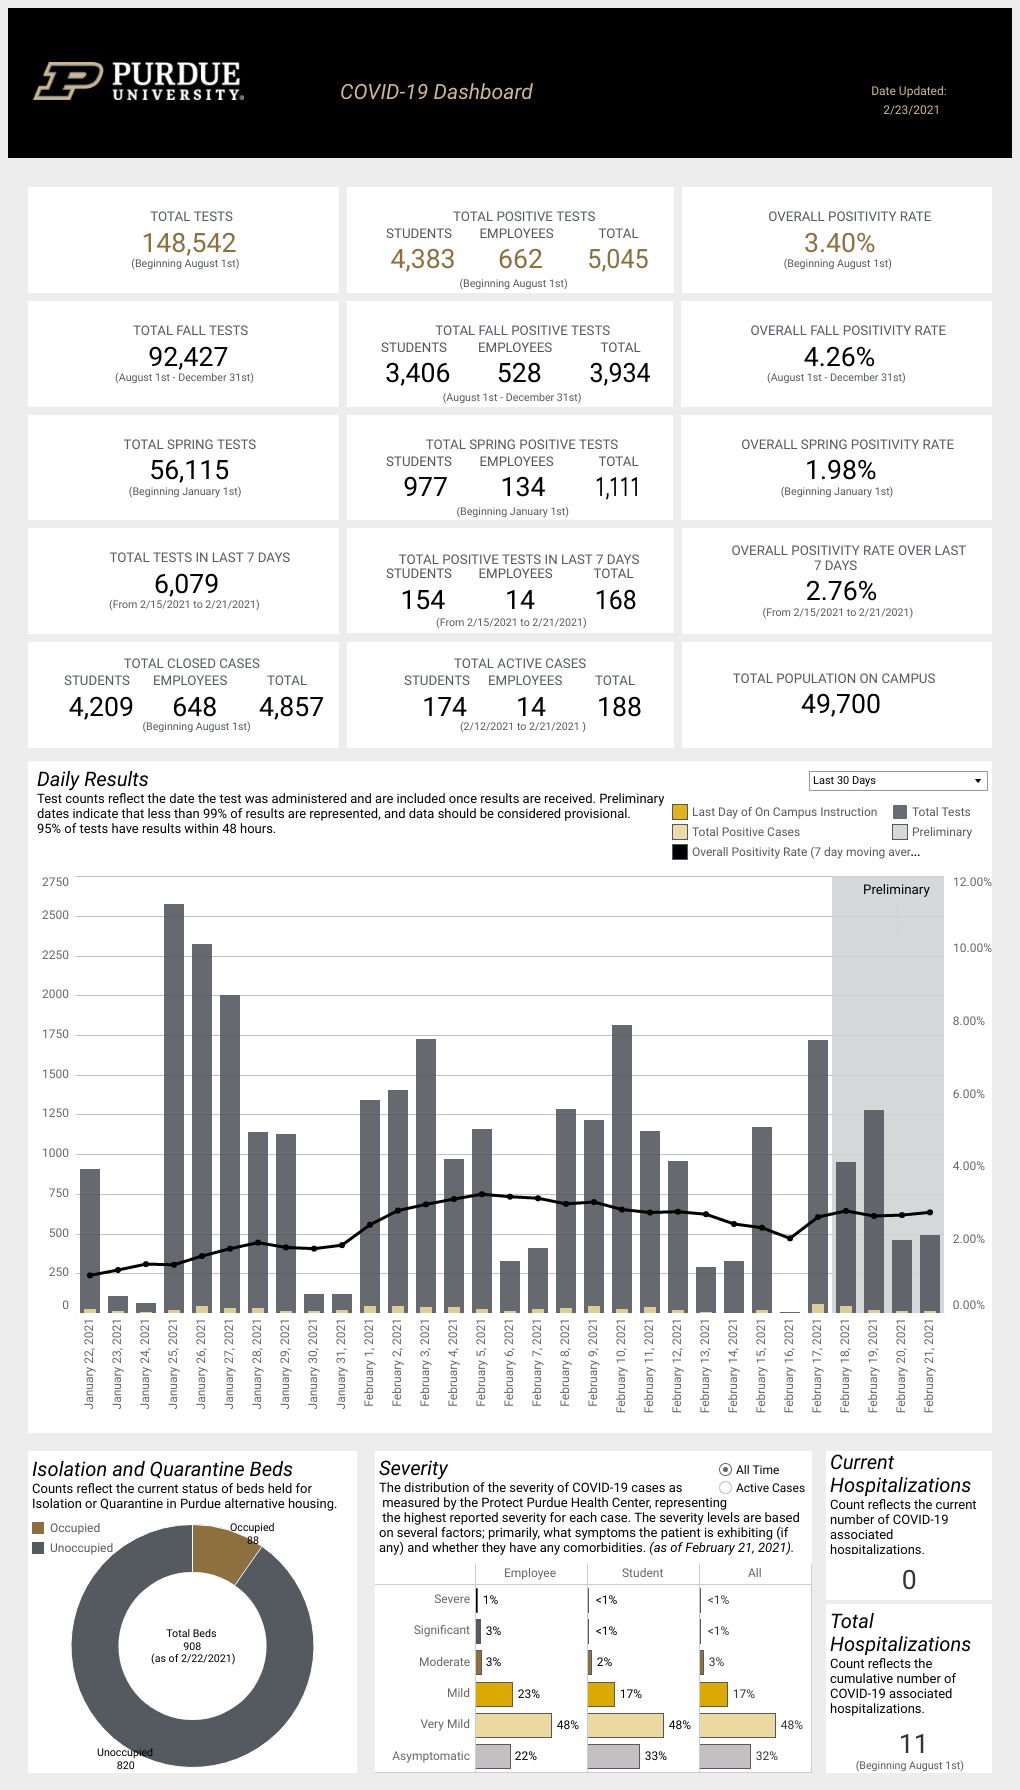 PURDUE
UNIVERSITY®
COVID-19 Dashboard
Date Updated:
2/23/2021
TOTAL TESTS
148,542
(Beginning August 1st)
TOTAL POSITIVE TESTS
STUDENTS EMPLOYEES TOTAL
4,383 662 5,045
(Beginning August 1st)
OVERALL POSITIVITY RATE
3.40%
(Beginning August 1st)
TOTAL FALL TESTS
92,427
(August 1st - December 31st)
TOTAL FALL POSITIVE TESTS
STUDENTS EMPLOYEES TOTAL
3,406 528 3,934
(August 1st - December 31st)
OVERALL FALL POSITIVITY RATE
4.26%
(August 1st - December 31st)
TOTAL SPRING TESTS
56,115
(Beginning January 1st)
TOTAL SPRING POSITIVE TESTS
STUDENTS EMPLOYEES TOTAL
977 134 1,111
(Beginning January 1st)
OVERALL SPRING POSITIVITY RATE
1.98%
(Beginning January 1st)
TOTAL TESTS IN LAST 7 DAYS
6,079
(From 2/15/2021 to 2/21/2021)
TOTAL POSITIVE TESTS IN LAST 7 DAYS
STUDENTS EMPLOYEES TOTAL
154 14 168
(From 2/15/2021 to 2/21/2021)
OVERALL POSITIVITY RATE OVER LAST
7 DAYS
2.76%
(From 2/15/2021 to 2/21/2021)
TOTAL CLOSED CASES
STUDENTS EMPLOYEES TOTAL
4,209 648 4,857
(Beginning August 1st)
TOTAL ACTIVE CASES
STUDENTS EMPLOYEES TOTAL
174 14 188
(2/12/2021 to 2/21/2021 )
TOTAL POPULATION ON CAMPUS
49,700
Daily Results
Test counts reflect the date the test was administered and are included once results are received. Preliminary
dates indicate that less than 99% of results are represented, and data should be considered provisional.
95% of tests have results within 48 hours.
Last 30 Days
Last Day of On Campus Instruction
Total Tests
Total Positive Cases
Preliminary
Overall Positivity Rate (7 day moving aver...
2750
2500
2250
2000
1750
1500
1250
1000
750
500
250
0
Preliminary
12.00%
10.00%
8.00%
6.00%
4.00%
2.00%
0.00%
January 22, 2021
January 23, 2021
January 24, 2021
January 25, 2021
January 26, 2021
January 27, 2021
January 28, 2021
January 29, 2021
January 30, 2021
January 31, 2021
February 1, 2021
February 2, 2021
February 3, 2021
February 4, 2021
February 5, 2021
February 6, 2021
February 7, 2021
February 8, 2021
February 9, 2021
February 10, 2021
February 11, 2021
February 12, 2021
February 13, 2021
February 14, 2021
February 15, 2021
February 16, 2021
February 17, 2021
February 18, 2021
February 19, 2021
February 20, 2021
February 21, 2021
Isolation and Quarantine Beds
Counts reflect the current status of beds held for
Isolation or Quarantine in Purdue alternative housing.
Occupied
Unoccupied
Occupied
88
Total Beds
908
(as of 2/22/2021)
Unoccupied
820
Severity
All Time
Active Cases
The distribution of the severity of COVID-19 cases as
measured by the Protect Purdue Health Center, representing
the highest reported severity for each case. The severity levels are based
on several factors; primarily, what symptoms the patient is exhibiting (if
any) and whether they have any comorbidities. (as of February 21, 2021).
Employee Student All
Severe 1% <1% <1%
Significant 3% <1% <1%
Moderate 3% 2% 3%
Mild 23% 17% 17%
Very Mild 48% 48% 48%
Asymptomatic 22% 33% 32%
Current
Hospitalizations
Count reflects the current
number of COVID-19
associated
hospitalizations.
0
Total
Hospitalizations
Count reflects the
cumulative number of
COVID-19 associated
hospitalizations.
11
(Beginning August 1st)